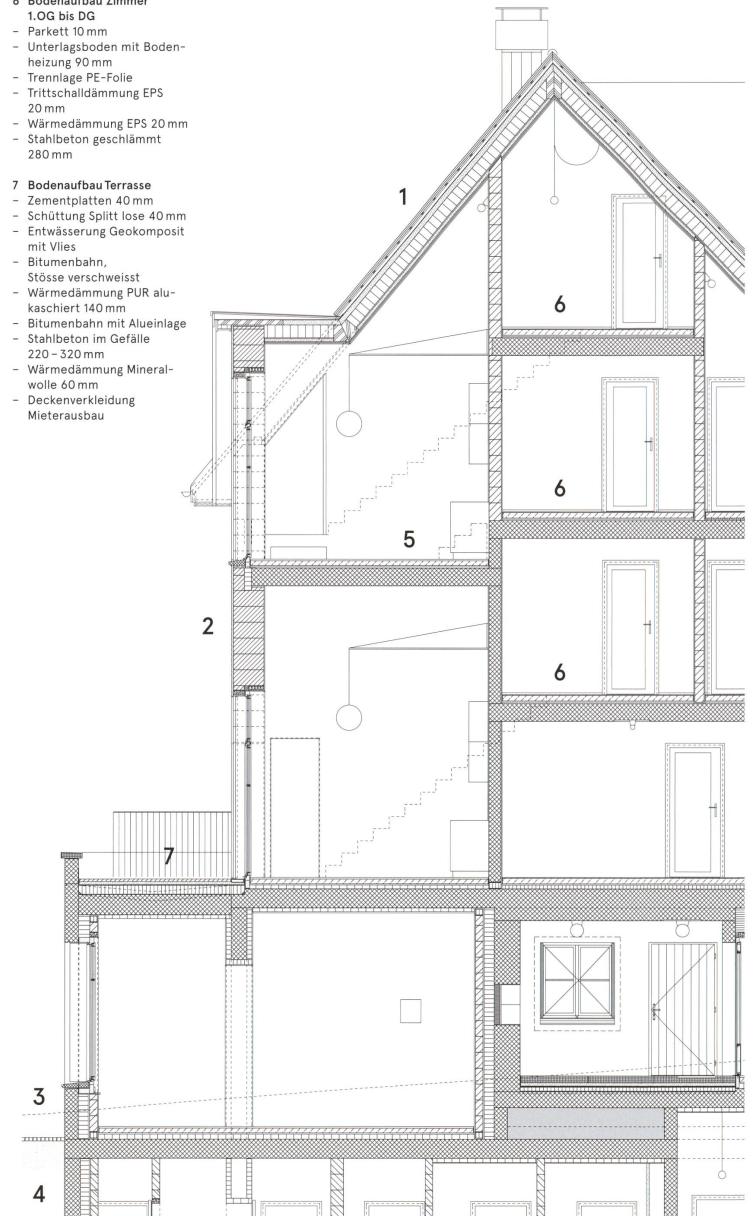 6 Bodenaufbau Zimmer
1.OG bis DG
– Parkett 10 mm
– Unterlagsboden mit Boden-
heizung 90 mm
– Trennlage PE-Folie
– Trittschalldämmung EPS
20 mm
– Wärmedämmung EPS 20 mm
– Stahlbeton geschlämmt
280 mm
7 Bodenaufbau Terrasse
– Zementplatten 40 mm
– Schüttung Splitt lose 40 mm
– Entwässerung Geokomposit
mit Vlies
– Bitumenbahn,
Stösse verschweisst
– Wärmedämmung PUR alu-
kaschiert 140 mm
– Bitumenbahn mit Alueinlage
– Stahlbeton im Gefälle
220 – 320 mm
– Wärmedämmung Mineral-
wolle 60 mm
– Deckenverkleidung
Mieterausbau
1
6
6
5
2
6
7
3
4